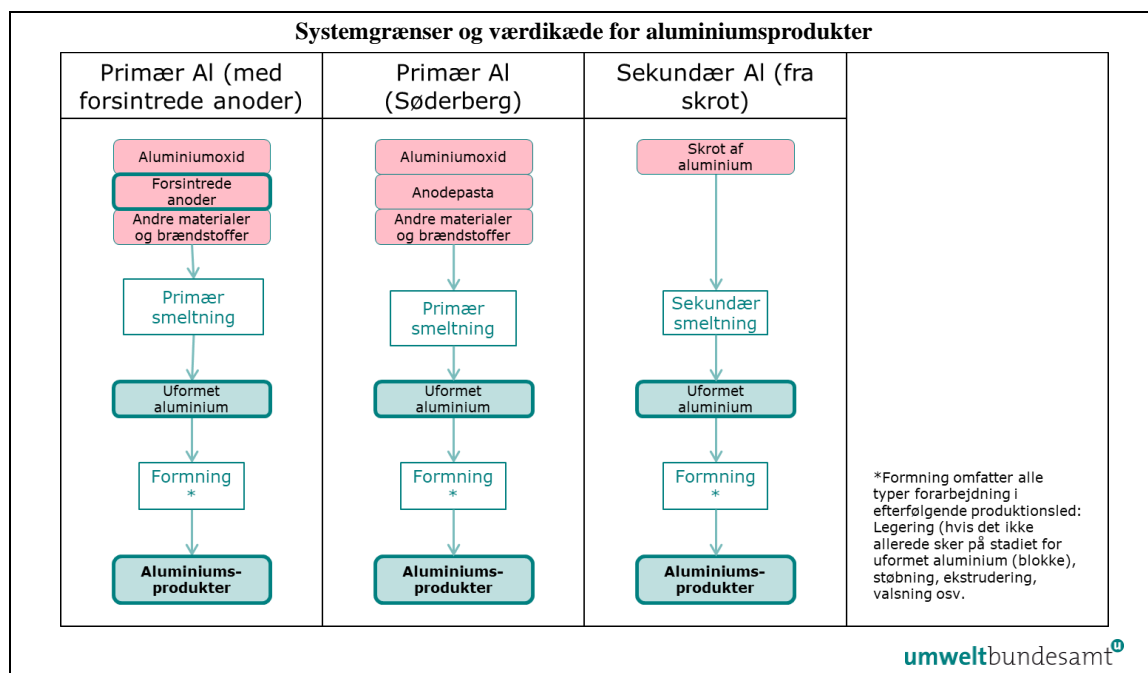 Systemgrænser og værdikæde for aluminiumsprodukter
Primær Al (med
forsintrede anoder)
Aluminiumoxid
Forsintrede
anoder
Andre materialer
og brændstoffer
Primær
smeltning
Uformet
aluminium
Formning
*
Aluminiums-
produkter
Primær Al
(Søderberg)
Aluminiumoxid
Anodepasta
Andre materialer
og brændstoffer
Primær
smeltning
Uformet
aluminium
Formning
*
Aluminiums-
produkter
Sekundær Al (fra
skrot)
Skrot af
aluminium
Sekundær
smeltning
Uformet
aluminium
Formning
*
Aluminiums-
produkter
*Formning omfatter alle
typer forarbejdning i
efterfølgende produktionsled:
Legering (hvis det ikke
allerede sker på stadiet for
uformet aluminium (blokke),
støbning, ekstrudering,
valsning osv.
umweltbundesamt u